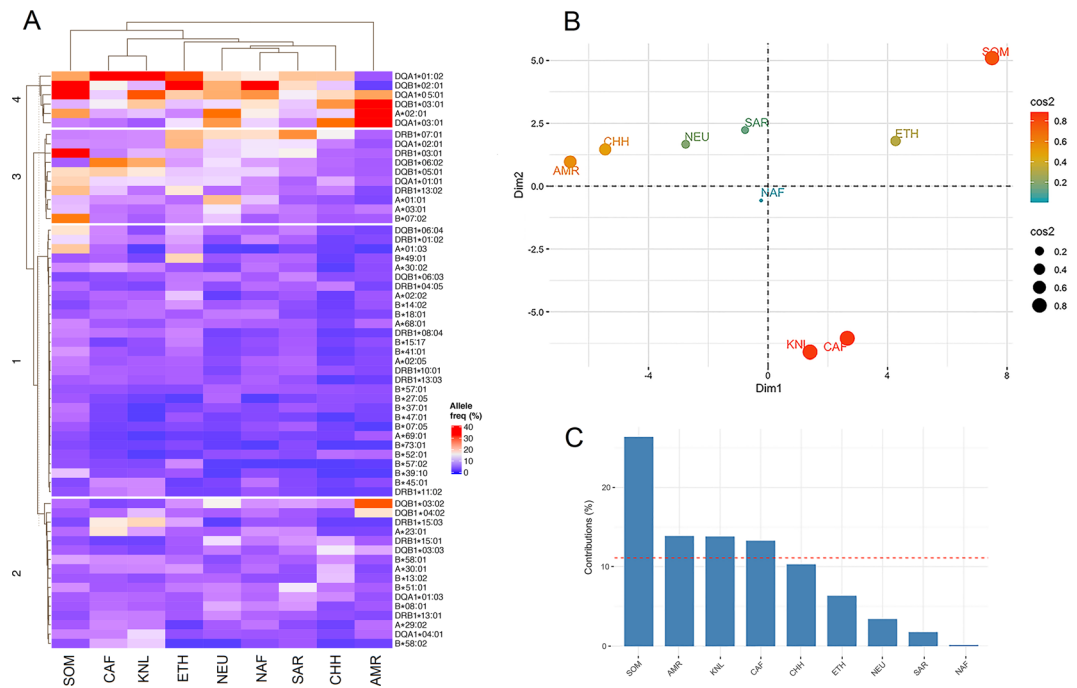 A
4
3
1
2
DQA1*01:02
DQB1*02:01
DQA1*05:01
DQB1*03:01
A*02:01
DQA1*03:01
DRB1*07:01
DQA1*02:01
DRB1*03:01
DQB1*06:02
DQB1*05:01
DQA1*01:01
DRB1*13:02
A*01:01
A*03:01
B*07:02
DQB1*06:04
DRB1*01:02
A*01:03
B*49:01
A*30:02
DQB1*06:03
DRB1*04:05
A*02:02
B*14:02
B*18:01
A*68:01
DRB1*08:04
B*15:17
B*41:01
A*02:05
DRB1*10:01
DRB1*13:03
B*57:01
B*27:05
B*37:01
B*47:01
B*07:05
A*69:01
B*73:01
B*52:01
B*57:02
B*39:10
B*45:01
DRB1*11:02
DQB1*03:02
DQB1*04:02
DRB1*15:03
A*23:01
DRB1*15:01
DQB1*03:03
B*58:01
A*30:01
B*13:02
B*51:01
DQA1*01:03
B*08:01
DRB1*13:01
A*29:02
DQA1*04:01
B*58:02
SOM
CAF
KNL
ETH
NEU
NAF
SAR
CHH
AMR
Allele
freq (%)
40
30
20
10
0
B
Dim2
5.0
2.5
0.0
-2.5
-5.0
SOM
SAR
ETH
NEU
CHH
AMR
NAF
KNL
CAF
-4
0
4
8
Dim1
cos2
0.8
0.6
0.4
0.2
cos2
0.2
0.4
0.6
0.8
C
Contributions (%)
20
10
0
SOM
AMR
KNL
CAF
CHH
ETH
NEU
SAR
NAF